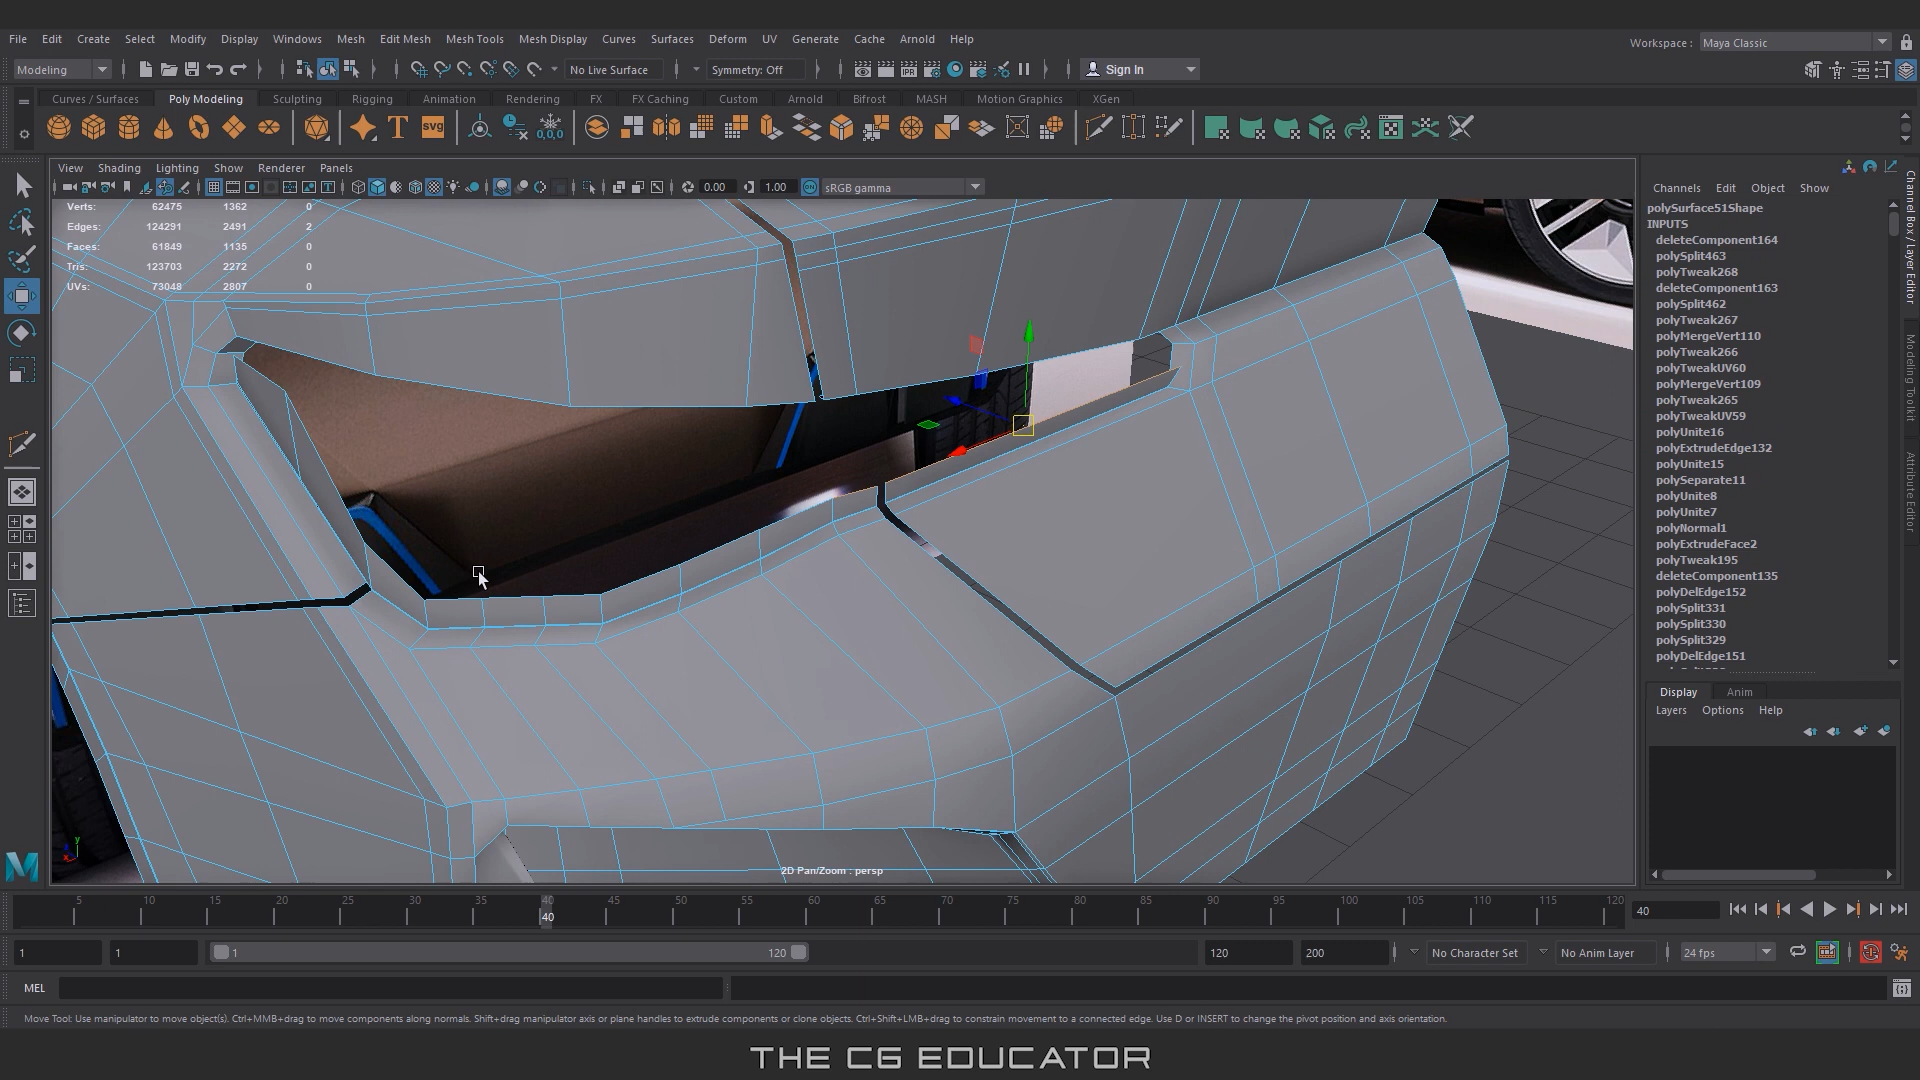 File Edit Create Select Modify Display Windows Mesh Edit Mesh Mesh Tools Mesh Display Curves Surfaces Deform UV Generate Cache Arnold Help
Workspace : Maya Classic
Modeling
No Live Surface
Symmetry: Off
Sign In
Curves / Surfaces Poly Modeling Sculpting Rigging Animation Rendering FX FX Caching Custom Arnold Bifrost MASH Motion Graphics XGen
View Shading Lighting Show Renderer Panels
0.00 1.00 ON sRGB gamma
Verts: 62475 1362 0
Edges: 124291 2491 2
Faces: 61849 1135 0
Tris: 123703 2272 0
UVs: 73048 2807 0
2D Pan/Zoom : persp
Channels Edit Object Show
polySurface51Shape
INPUTS
deleteComponent164
polySplit463
polyTweak268
deleteComponent163
polySplit462
polyTweak267
polyMergeVert110
polyTweak266
polyTweakUV60
polyMergeVert109
polyTweak265
polyTweakUV59
polyUnite16
polyExtrudeEdge132
polyUnite15
polySeparate11
polyUnite8
polyUnite7
polyNormal1
polyExtrudeFace2
polyTweak195
deleteComponent135
polyDelEdge152
polySplit331
polySplit330
polySplit329
polyDelEdge151
Channel Box / Layer Editor
Modeling Toolkit
Attribute Editor
Display Anim
Layers Options Help
5 10 15 20 25 30 35 40 45 50 55 60 65 70 75 80 85 90 95 100 105 110 115 120
40
40
1 1 1 120 120 200 No Character Set No Anim Layer 24 fps
MEL
Move Tool: Use manipulator to move object(s). Ctrl+MMB+drag to move components along normals. Shift+drag manipulator axis or plane handles to extrude components or clone objects. Ctrl+Shift+LMB+drag to constrain movement to a connected edge. Use D or INSERT to change the pivot position and axis orientation.
THE CG EDUCATOR